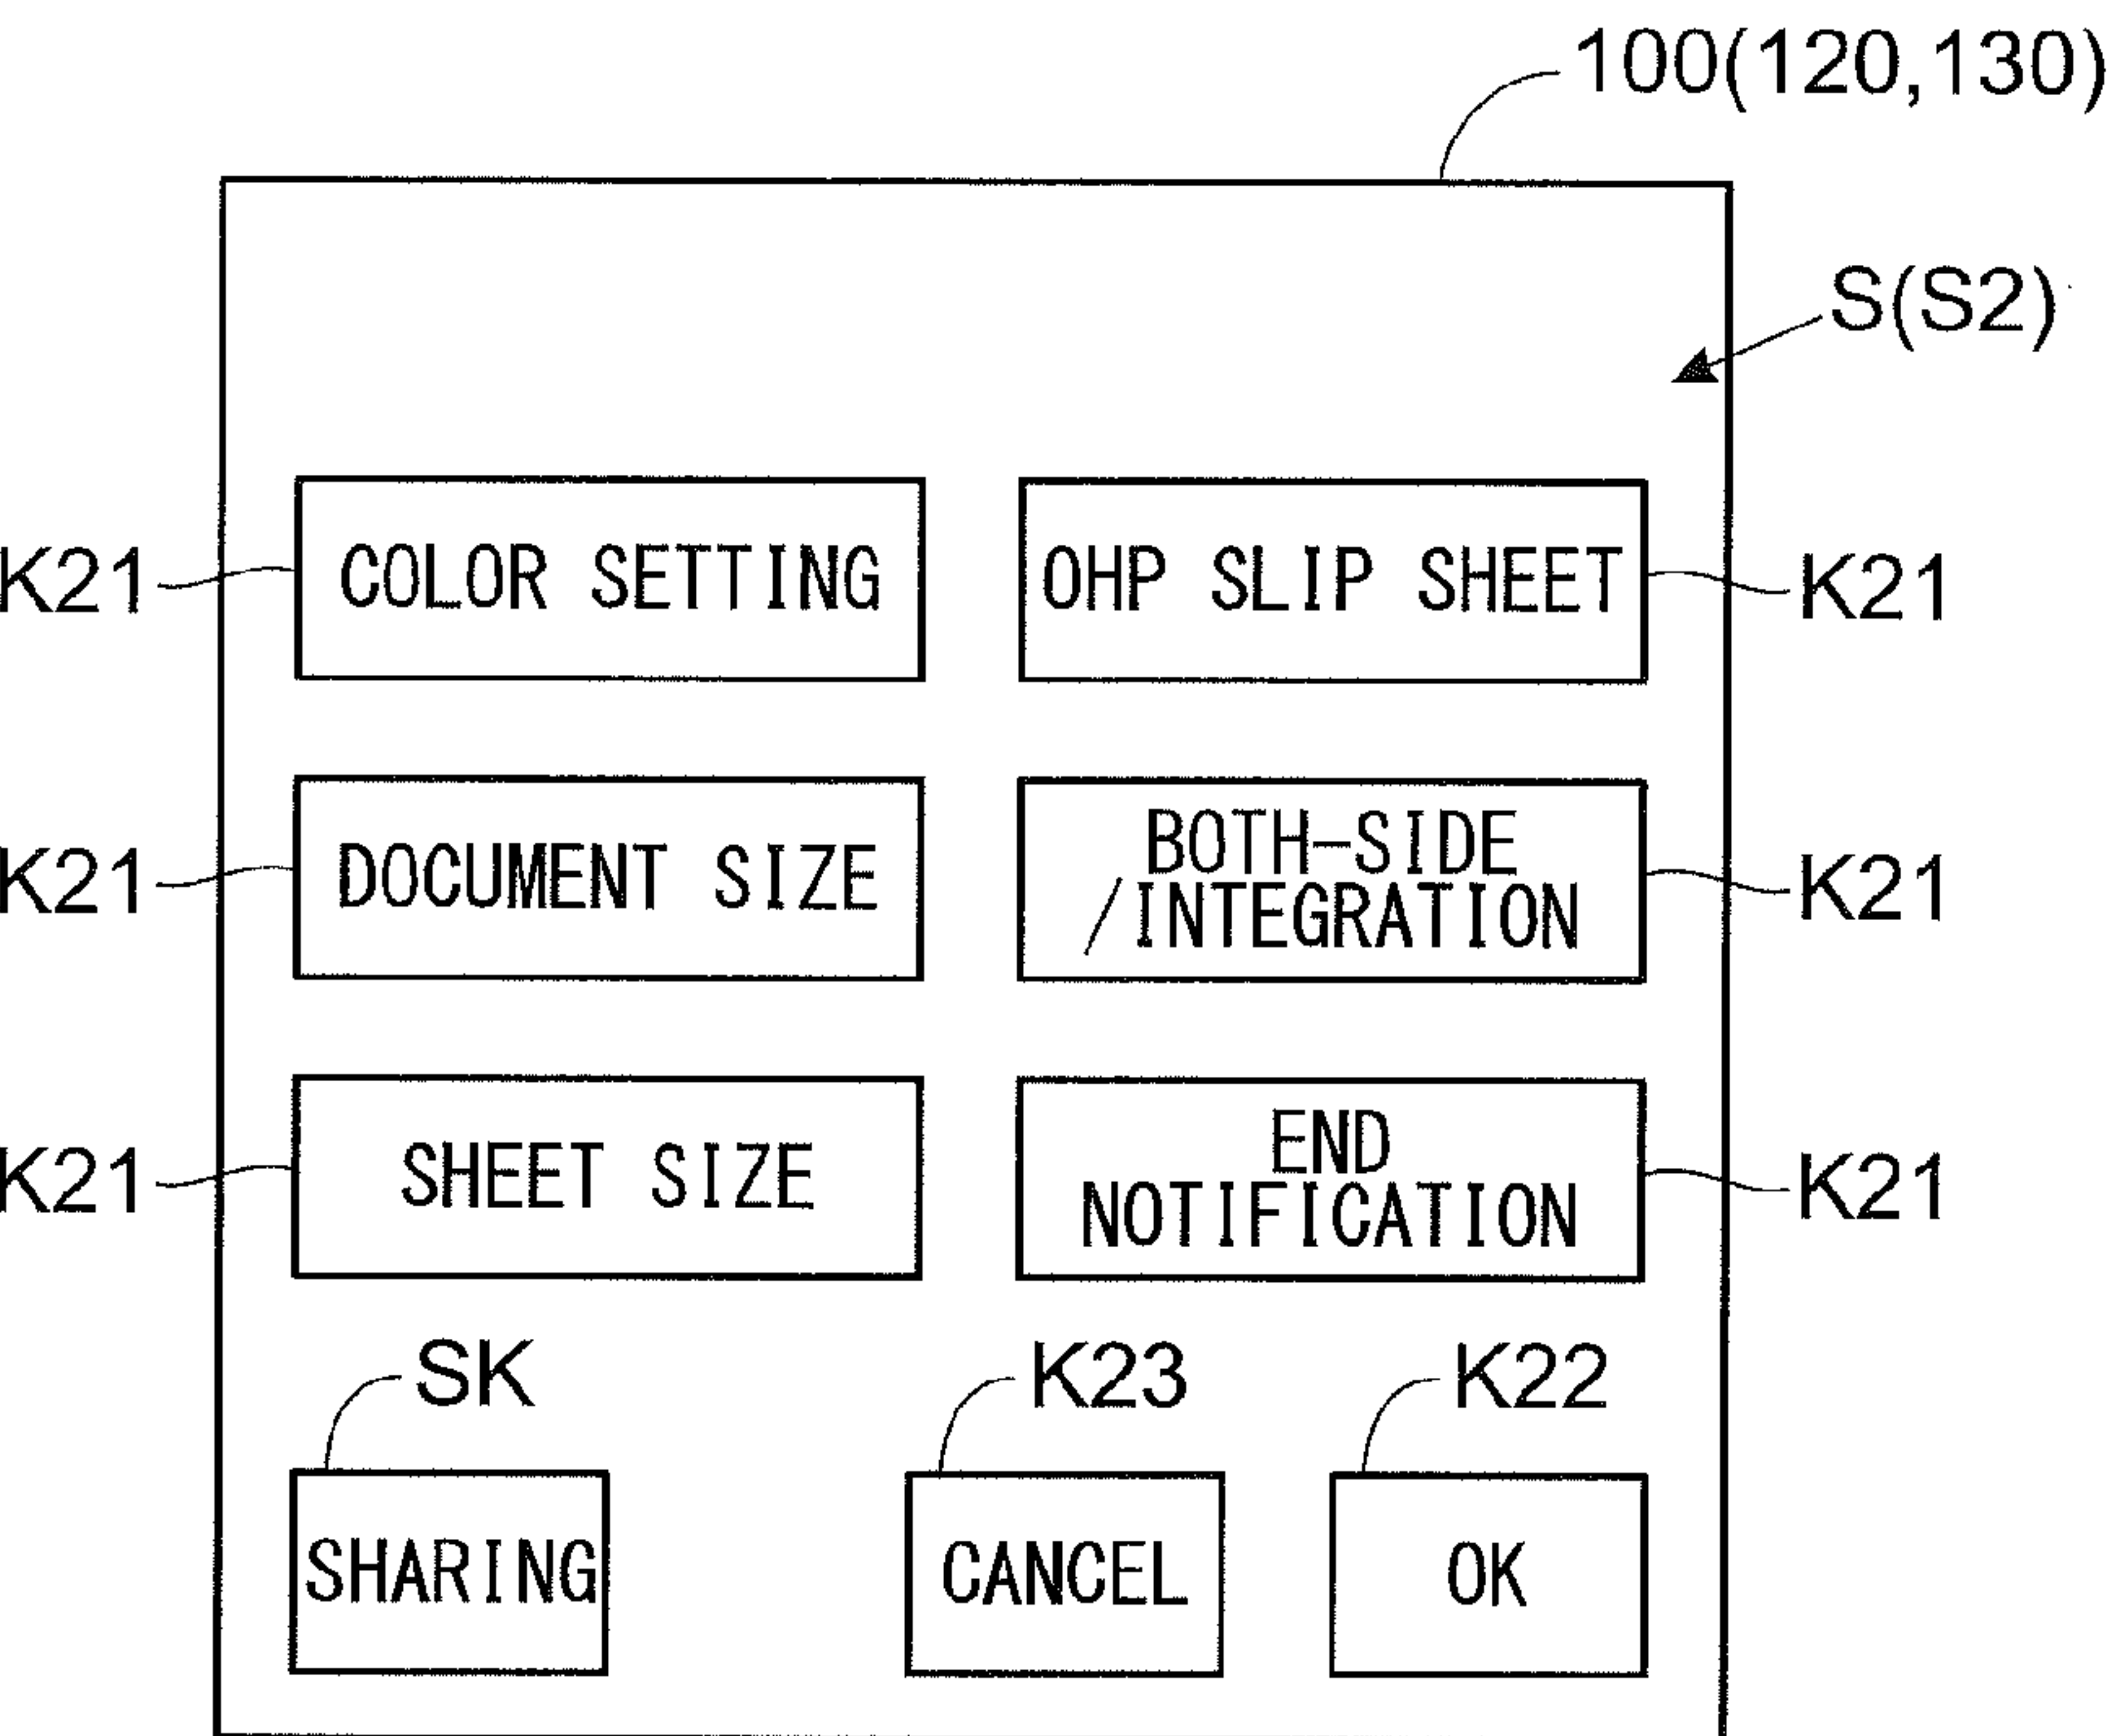 100(120,130)
S(S2)
K21 COLOR SETTING OHP SLIP SHEET K21
K21 DOCUMENT SIZE BOTH-SIDE
/INTEGRATION K21
K21 SHEET SIZE END
NOTIFICATION K21
SK K23 K22
SHARING CANCEL OK